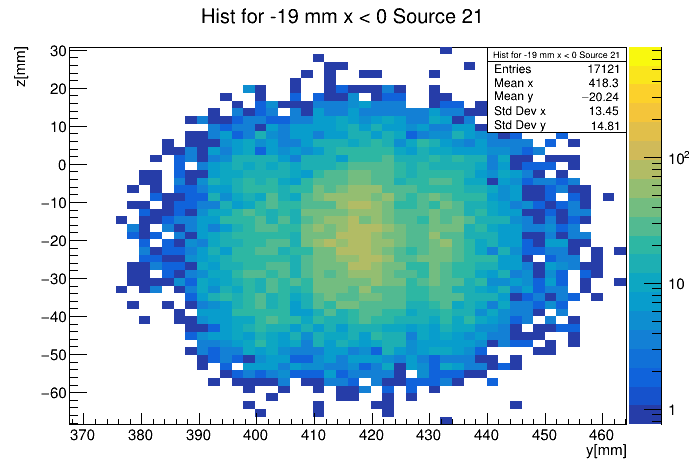 Hist for -19 mm x < 0 Source 21
z[mm]
30
20
10
0
−10
−20
−30
−40
−50
−60
370 380 390 400 410 420 430 440 450 460
y[mm]
Hist for -19 mm x < 0 Source 21
Entries 17121
Mean x 418.3
Mean y −20.24
Std Dev x 13.45
Std Dev y 14.81
10²
10
1